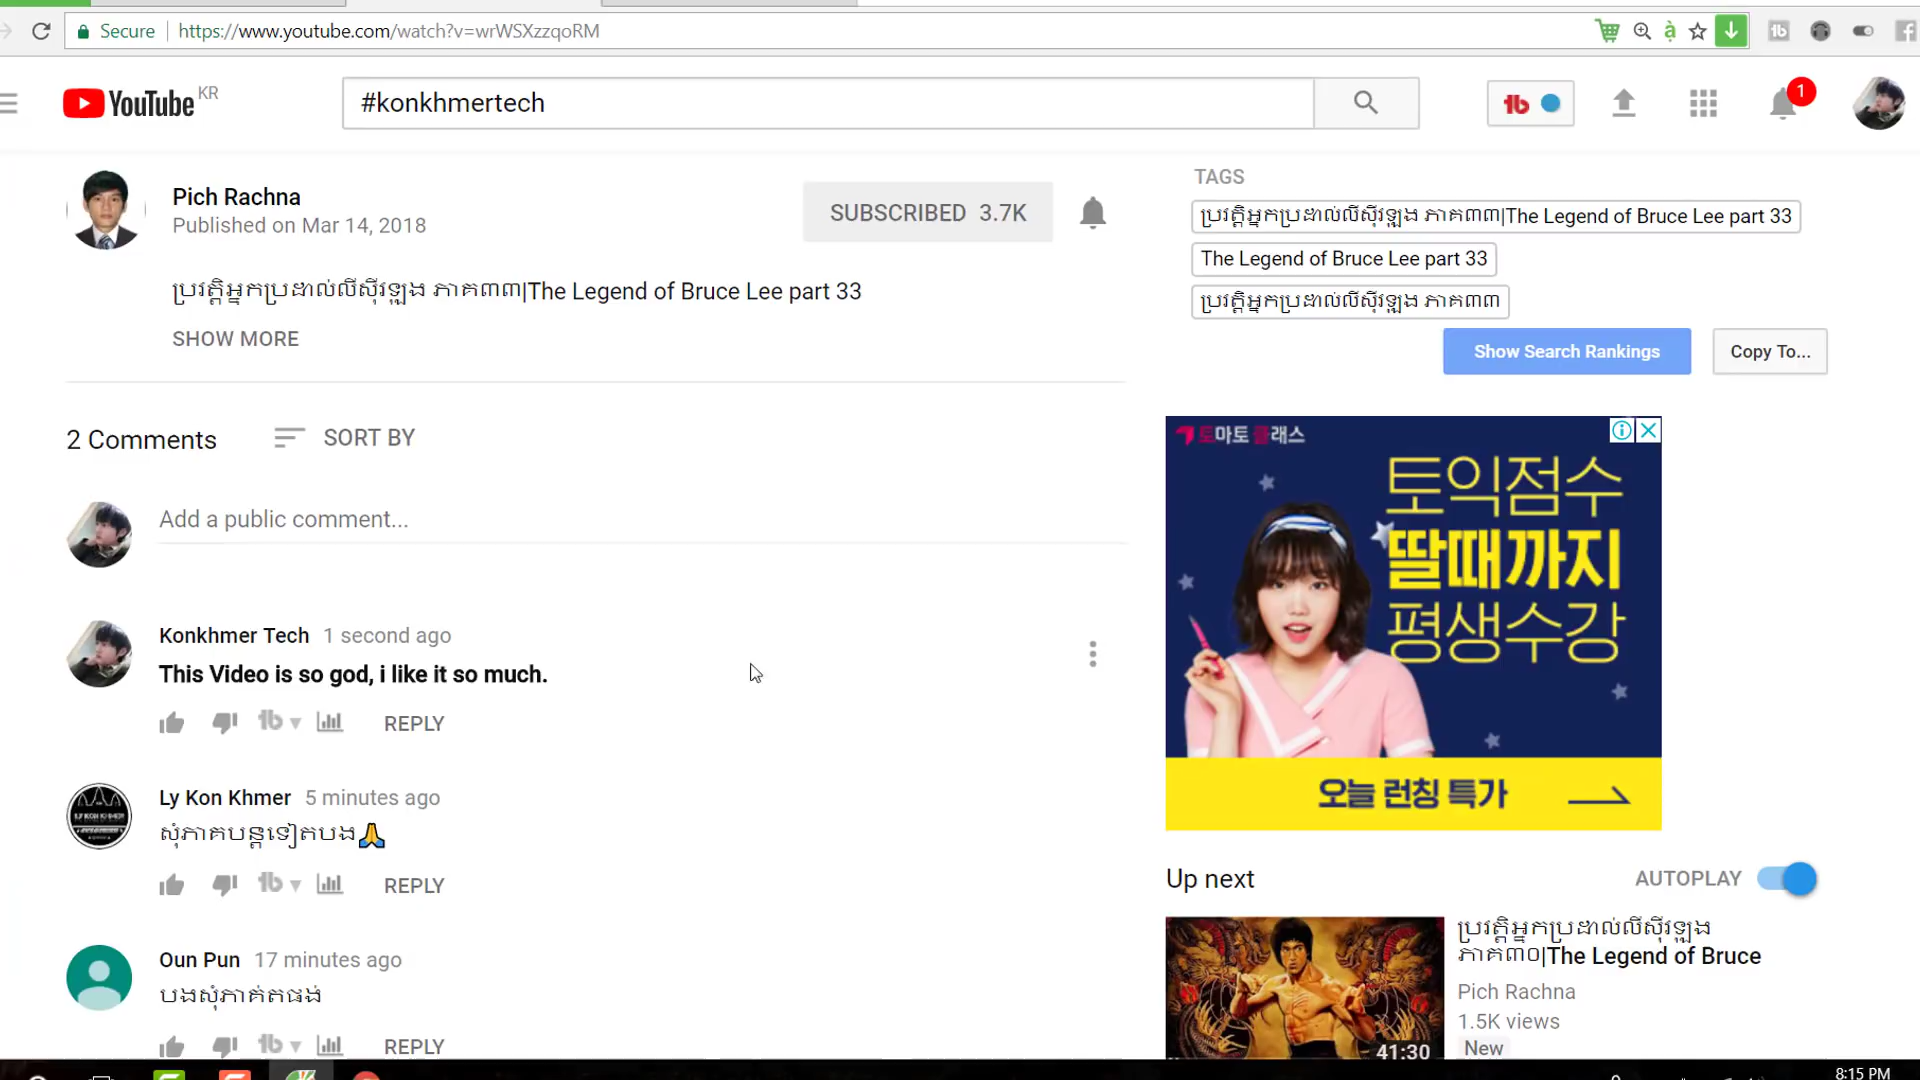 Secure
https://www.youtube.com/watch?v=wrWSXzzqoRM
YouTube KR
#konkhmertech
1
Pich Rachna
Published on Mar 14, 2018
SUBSCRIBED 3.7K
ប្រវត្តិអ្នកប្រដាល់លីស៊ីវឡុង ភាគ៣៣|The Legend of Bruce Lee part 33
SHOW MORE
TAGS
ប្រវត្តិអ្នកប្រដាល់លីស៊ីវឡុង ភាគ៣៣|The Legend of Bruce Lee part 33
The Legend of Bruce Lee part 33
ប្រវត្តិអ្នកប្រដាល់លីស៊ីវឡុង ភាគ៣៣
Show Search Rankings
Copy To...
2 Comments
SORT BY
Add a public comment...
Konkhmer Tech 1 second ago
This Video is so god, i like it so much.
REPLY
Ly Kon Khmer 5 minutes ago
សុំភាគបន្តទៀតបង🙏
REPLY
Oun Pun 17 minutes ago
បងសុំភាគ់តផង់
REPLY
토마토 클래스
토익점수
딸때까지
평생수강
오늘 런칭 특가
Up next
AUTOPLAY
ប្រវត្តិអ្នកប្រដាល់លីស៊ីវឡុង
ភាគ៣០|The Legend of Bruce
Pich Rachna
1.5K views
New
41:30
8:15 PM